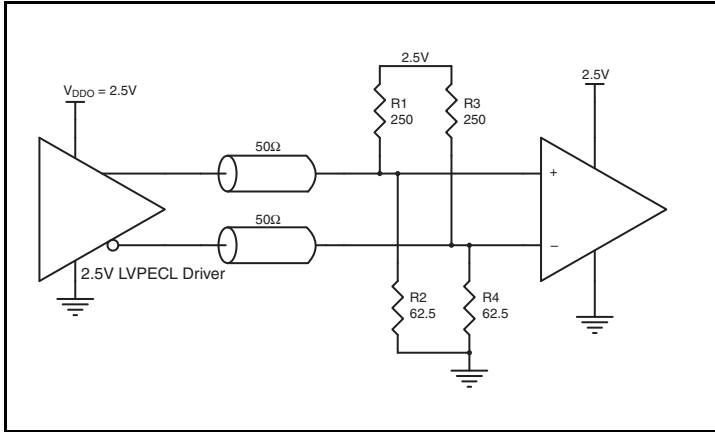 2.5V
V_DDO = 2.5V
2.5V
R1
250
R3
250
50Ω
+
50Ω
−
2.5V LVPECL Driver
R2
62.5
R4
62.5